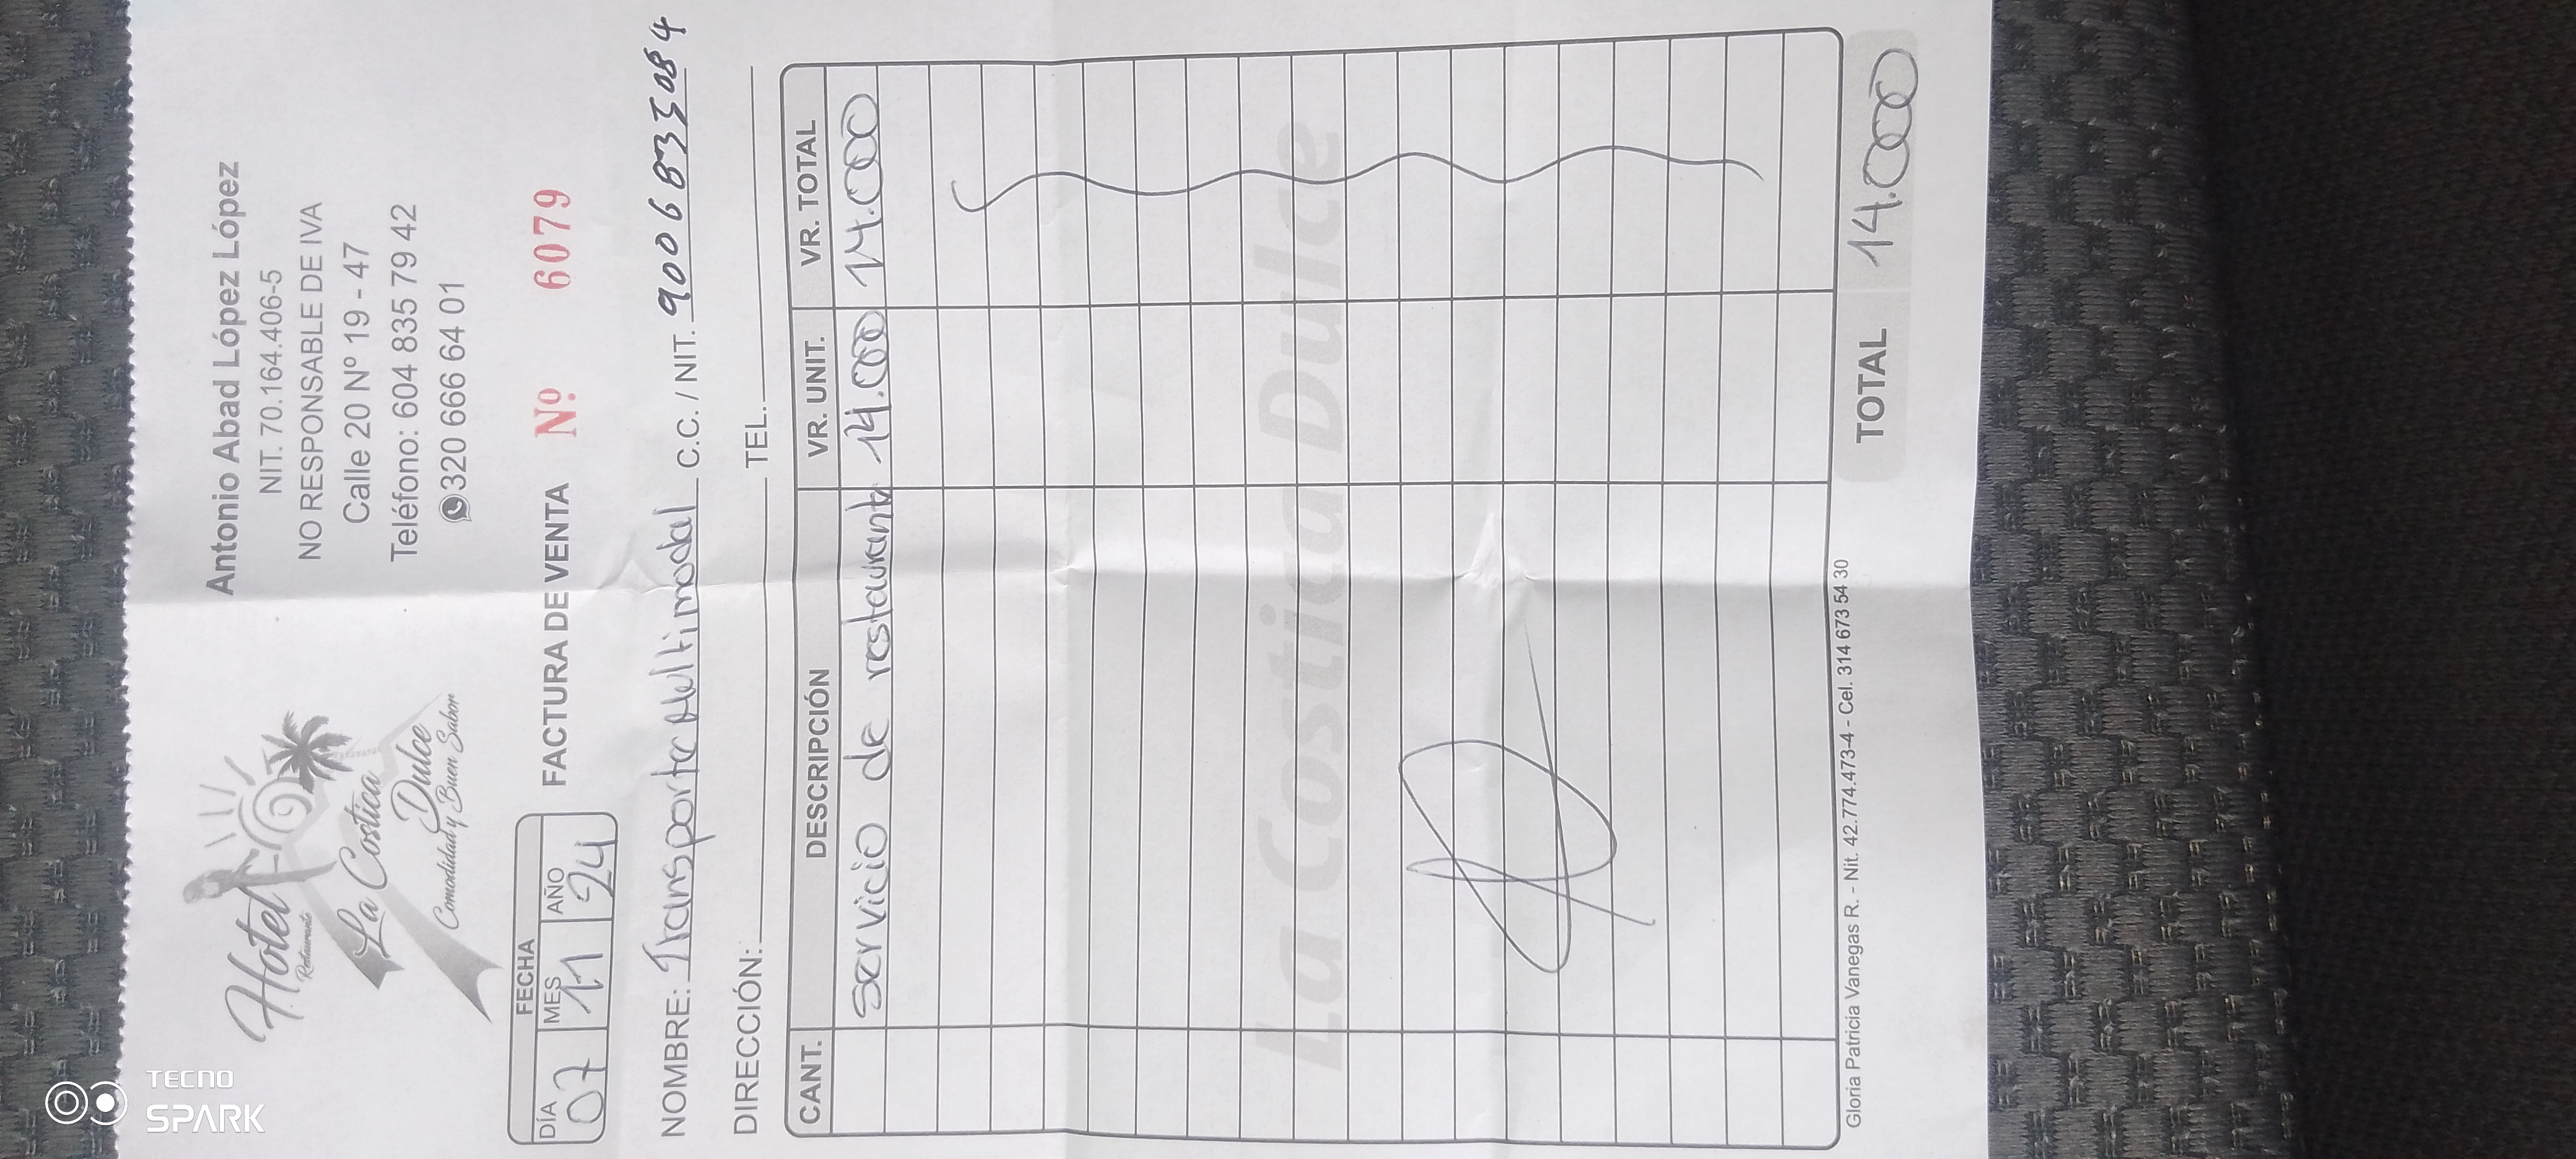 Hotel
Restaurante
La Costica
Dulce
Comodidad y Buen Sabor
Antonio Abad López López
NIT. 70.164.406-5
NO RESPONSABLE DE IVA
Calle 20 Nº 19 - 47
Teléfono: 604 835 79 42
320 666 64 01
FECHA
DÍA MES AÑO
07 11 24
FACTURA DE VENTA Nº 6079
NOMBRE: Transporte Multimodal C.C. / NIT. 900683508 4
DIRECCIÓN: TEL.
CANT. DESCRIPCIÓN VR. UNIT. VR. TOTAL
servicio de restaurante 14.000 14.000
La Costica Dulce
TOTAL 14.000
Gloria Patricia Vanegas R. - Nit. 42.774.473-4 - Cel. 314 673 54 30
TECNO
SPARK